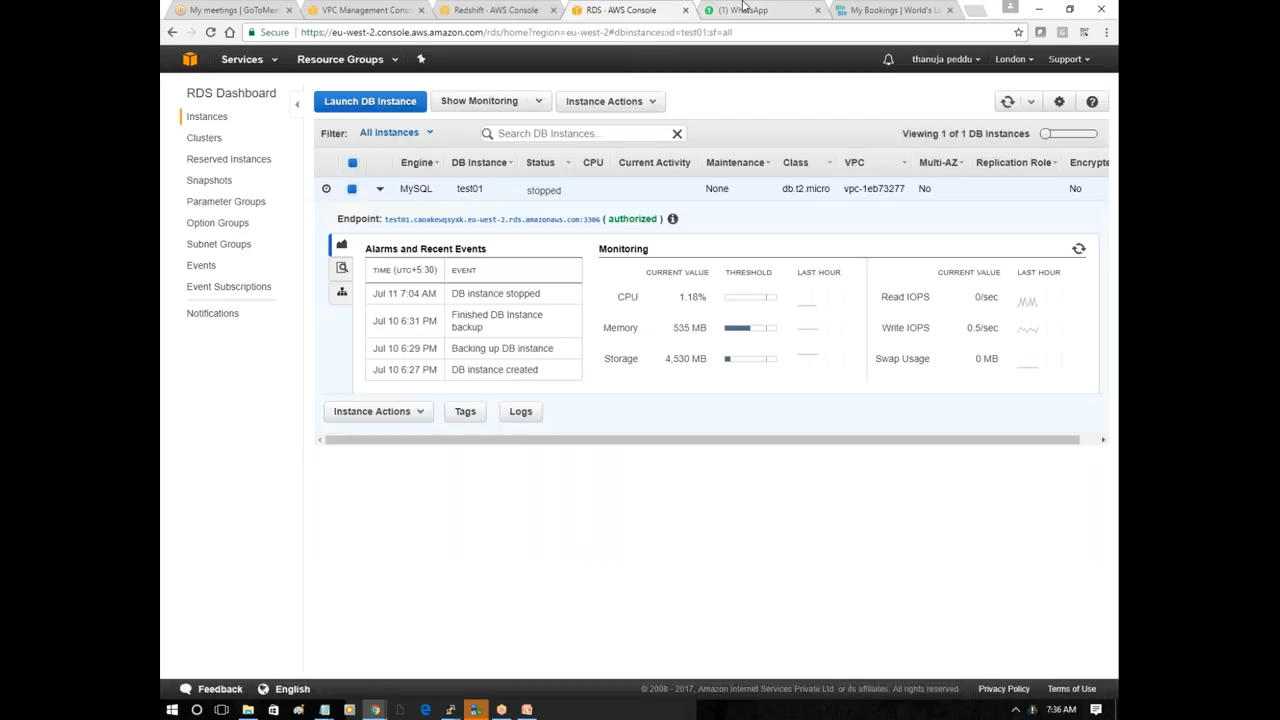 My meetings | GoToMee
VPC Management Conso
Redshift - AWS Console
RDS - AWS Console
(1) WhatsApp
My Bookings | World's L
Secure
https://eu-west-2.console.aws.amazon.com/rds/home?region=eu-west-2#dbinstances:id=test01:sf=all
Services
Resource Groups
thanuja peddu
London
Support
RDS Dashboard
Instances
Clusters
Reserved Instances
Snapshots
Parameter Groups
Option Groups
Subnet Groups
Events
Event Subscriptions
Notifications
Launch DB Instance
Show Monitoring
Instance Actions
Filter: All instances
Search DB Instances...
Viewing 1 of 1 DB Instances
Engine DB Instance Status CPU Current Activity Maintenance Class VPC Multi-AZ Replication Role Encrypte
MySQL test01 stopped None db.t2.micro vpc-1eb73277 No No
Endpoint: test01.caoakewqsyxk.eu-west-2.rds.amazonaws.com:3306 ( authorized )
Alarms and Recent Events
TIME (UTC+5:30) EVENT
Jul 11 7:04 AM DB instance stopped
Jul 10 6:31 PM Finished DB Instance
backup
Jul 10 6:29 PM Backing up DB instance
Jul 10 6:27 PM DB instance created
Monitoring
CURRENT VALUE THRESHOLD LAST HOUR
CPU 1.18%
Memory 535 MB
Storage 4,530 MB
CURRENT VALUE LAST HOUR
Read IOPS 0/sec
Write IOPS 0.5/sec
Swap Usage 0 MB
Instance Actions
Tags
Logs
Feedback
English
© 2008 - 2017, Amazon Internet Services Private Ltd. or its affiliates. All rights reserved.
Privacy Policy
Terms of Use
7:36 AM